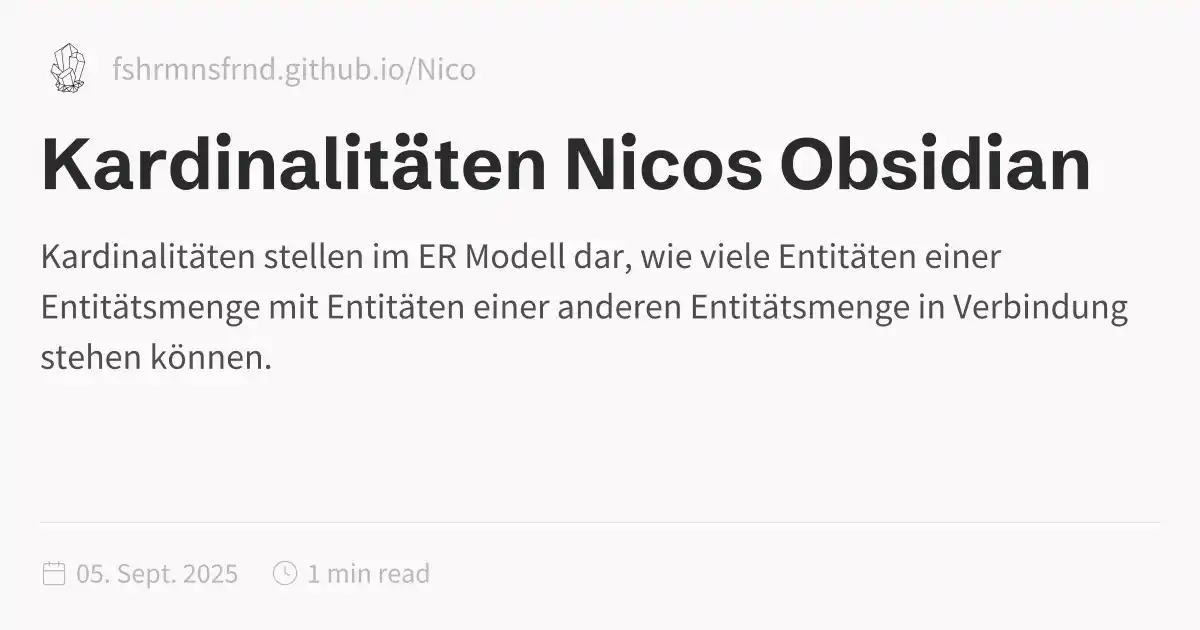 fshrmnsfrnd.github.io/Nico
Kardinalitäten Nicos Obsidian
Kardinalitäten stellen im ER Modell dar, wie viele Entitäten einer
Entitätsmenge mit Entitäten einer anderen Entitätsmenge in Verbindung
stehen können.
05. Sept. 2025 1 min read